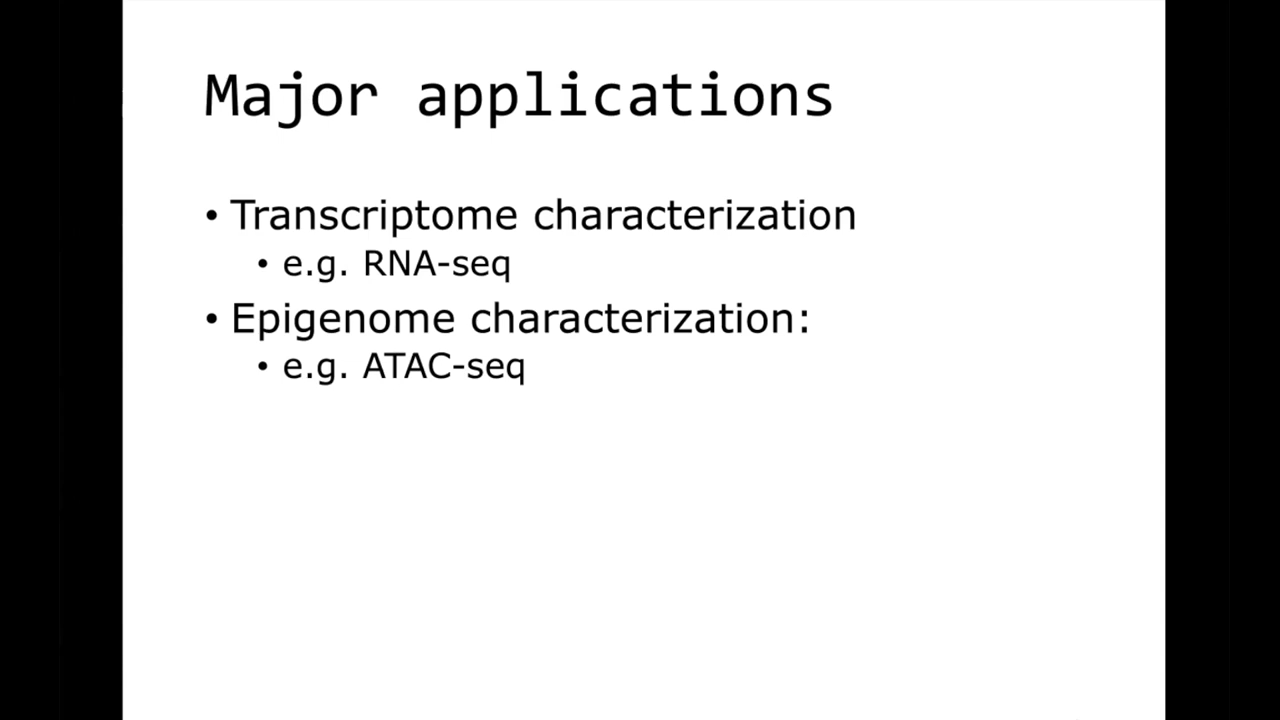 Major applications
• Transcriptome characterization
• e.g. RNA-seq
• Epigenome characterization:
• e.g. ATAC-seq